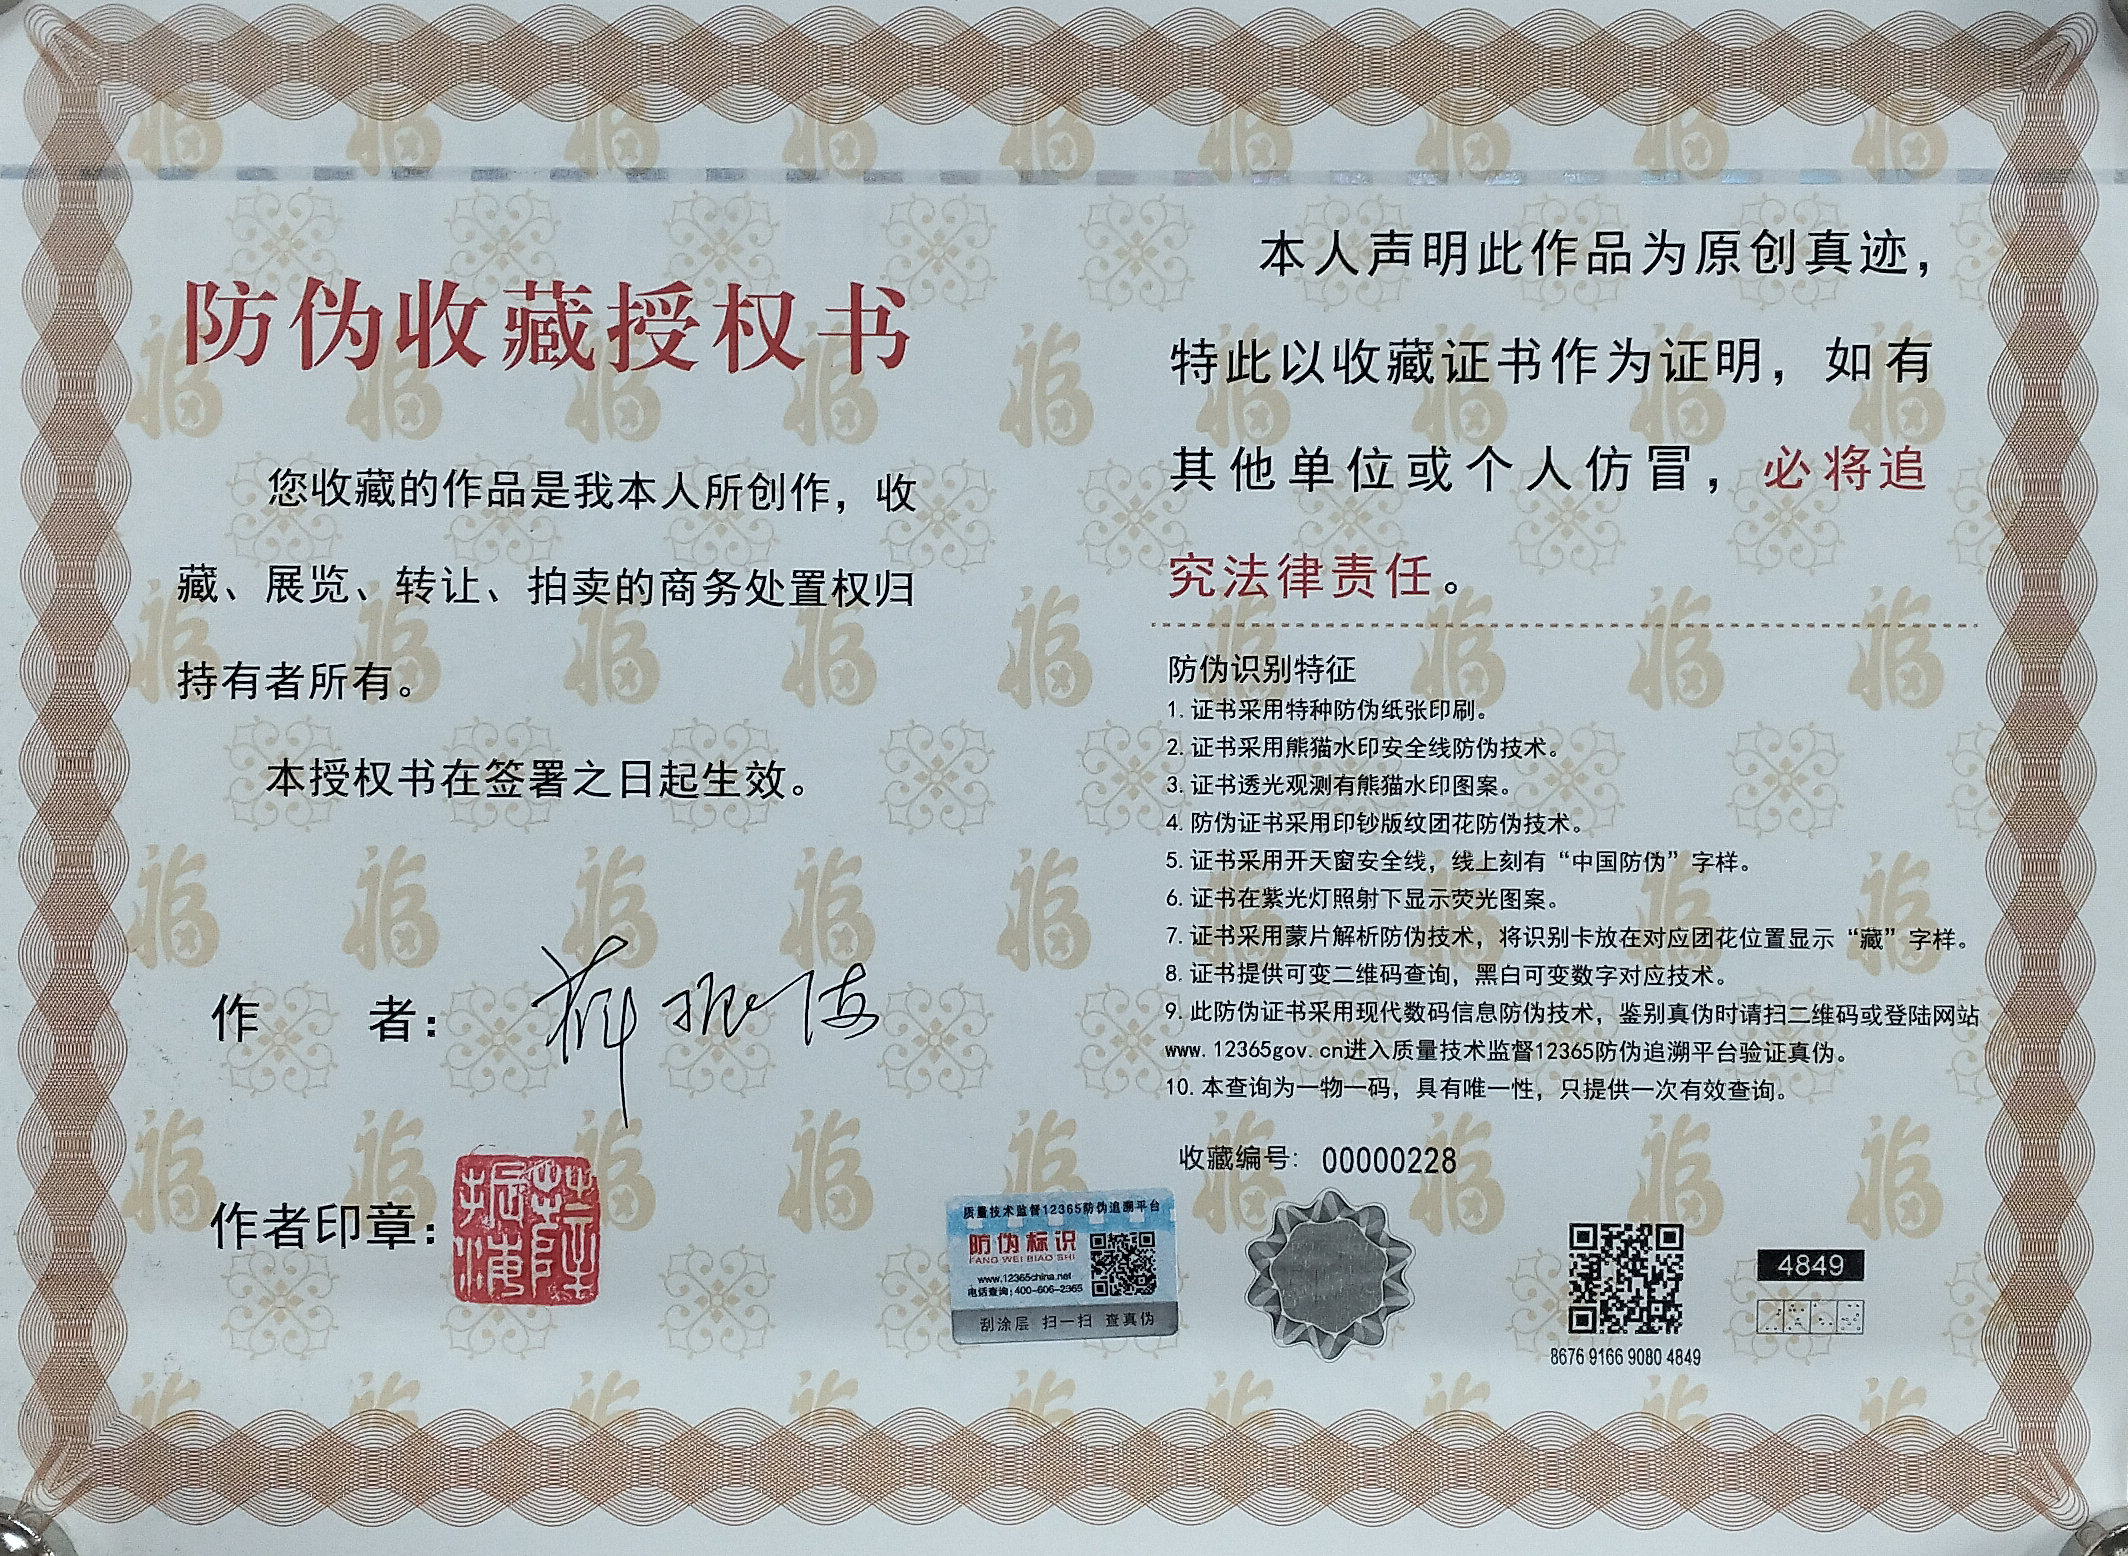 防伪收藏授权书
您收藏的作品是我本人所创作，收
藏、展览、转让、拍卖的商务处置权归
持有者所有。
本授权书在签署之日起生效。
作 者：
作者印章：
本人声明此作品为原创真迹，
特此以收藏证书作为证明，如有
其他单位或个人仿冒，必将追
究法律责任。
防伪识别特征
1. 证书采用特种防伪纸张印刷。
2. 证书采用熊猫水印安全线防伪技术。
3. 证书透光观测有熊猫水印图案。
4. 防伪证书采用印钞版纹团花防伪技术。
5. 证书采用开天窗安全线，线上刻有“中国防伪”字样。
6. 证书在紫光灯照射下显示荧光图案。
7. 证书采用蒙片解析防伪技术，将识别卡放在对应团花位置显示“藏”字样。
8. 证书提供可变二维码查询，黑白可变数字对应技术。
9. 此防伪证书采用现代数码信息防伪技术，鉴别真伪时请扫二维码或登陆网站
www.12365gov.cn进入质量技术监督12365防伪追溯平台验证真伪。
10. 本查询为一物一码，具有唯一性，只提供一次有效查询。
收藏编号： 00000228
质量技术监督12365防伪追溯平台
防伪标识
FANG WEI BIAO SHI
www.12365china.net
电话查询：400-606-2365
刮涂层 扫一扫 查真伪
4849
8676 9166 9080 4849